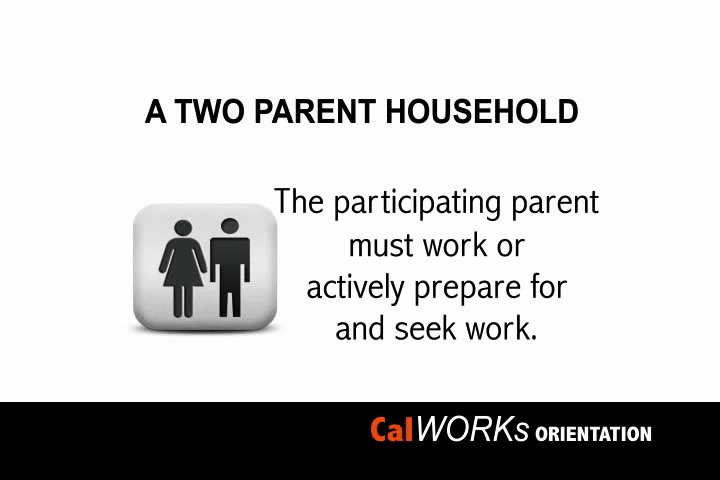 A TWO PARENT HOUSEHOLD
The participating parent
must work or
actively prepare for
and seek work.
CalWORKs ORIENTATION